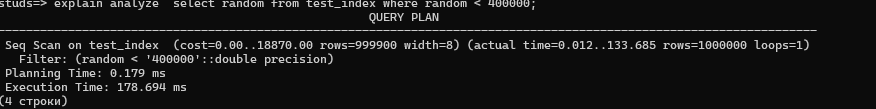 studs=> explain analyze  select random from test_index where random < 400000;
QUERY PLAN
Seq Scan on test_index  (cost=0.00..18870.00 rows=999900 width=8) (actual time=0.012..133.685 rows=1000000 loops=1)
Filter: (random < '400000'::double precision)
Planning Time: 0.179 ms
Execution Time: 178.694 ms
(4 строки)